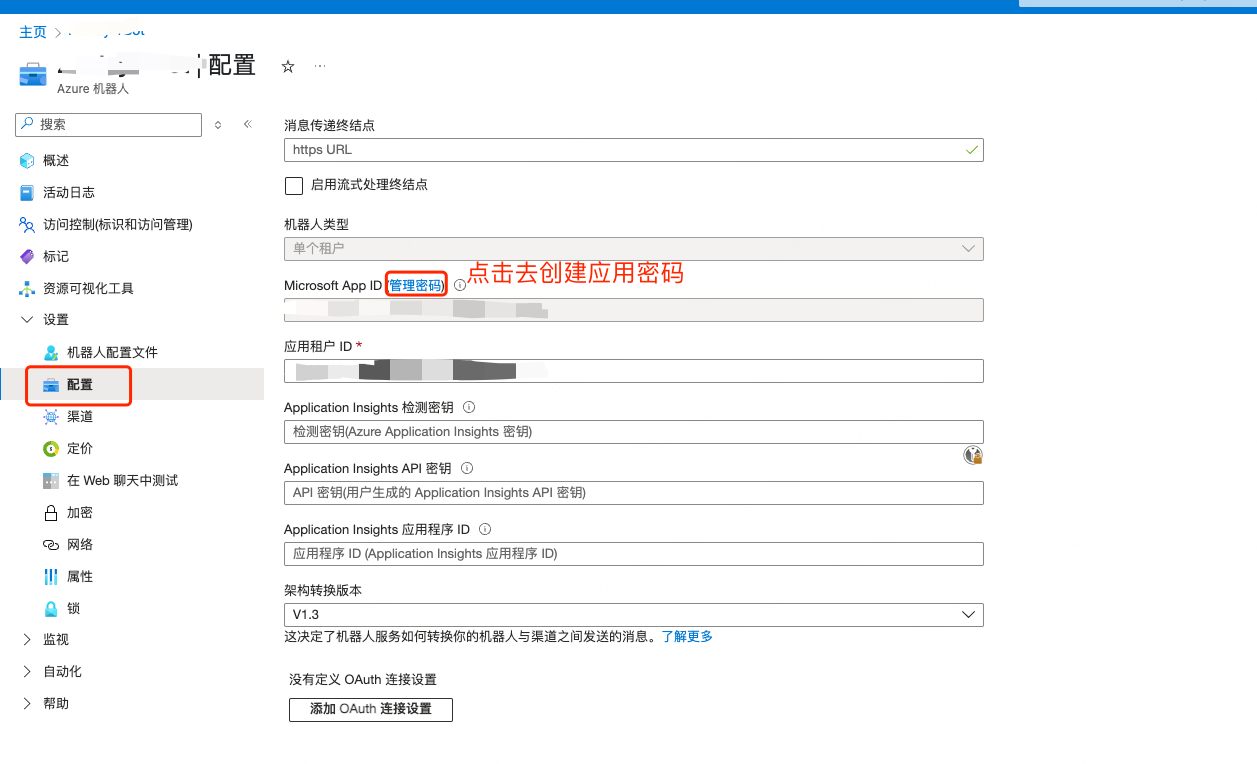 主页
配置
Azure 机器人
搜索
概述
活动日志
访问控制(标识和访问管理)
标记
资源可视化工具
设置
机器人配置文件
配置
渠道
定价
在 Web 聊天中测试
加密
网络
属性
锁
监视
自动化
帮助
消息传递终结点
https URL
启用流式处理终结点
机器人类型
单个租户
Microsoft App ID (管理密码)
点击去创建应用密码
应用租户 ID *
Application Insights 检测密钥
检测密钥(Azure Application Insights 密钥)
Application Insights API 密钥
API 密钥(用户生成的 Application Insights API 密钥)
Application Insights 应用程序 ID
应用程序 ID (Application Insights 应用程序 ID)
架构转换版本
V1.3
这决定了机器人服务如何转换你的机器人与渠道之间发送的消息。了解更多
没有定义 OAuth 连接设置
添加 OAuth 连接设置